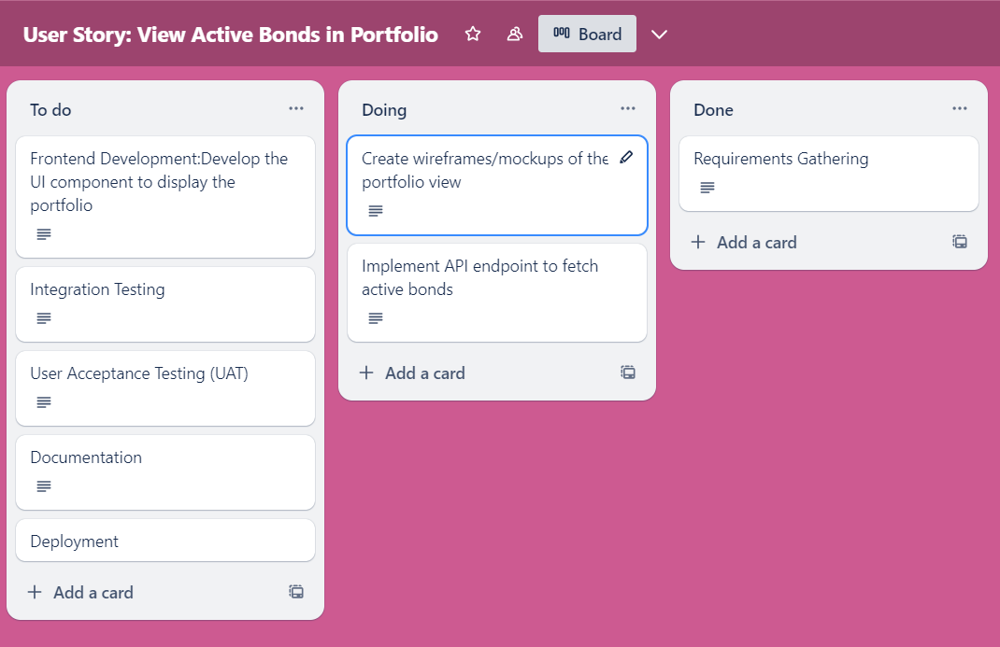 User Story: View Active Bonds in Portfolio
Board
To do
Frontend Development:Develop the
UI component to display the
portfolio
Integration Testing
User Acceptance Testing (UAT)
Documentation
Deployment
Add a card
Doing
Create wireframes/mockups of the
portfolio view
Implement API endpoint to fetch
active bonds
Add a card
Done
Requirements Gathering
Add a card